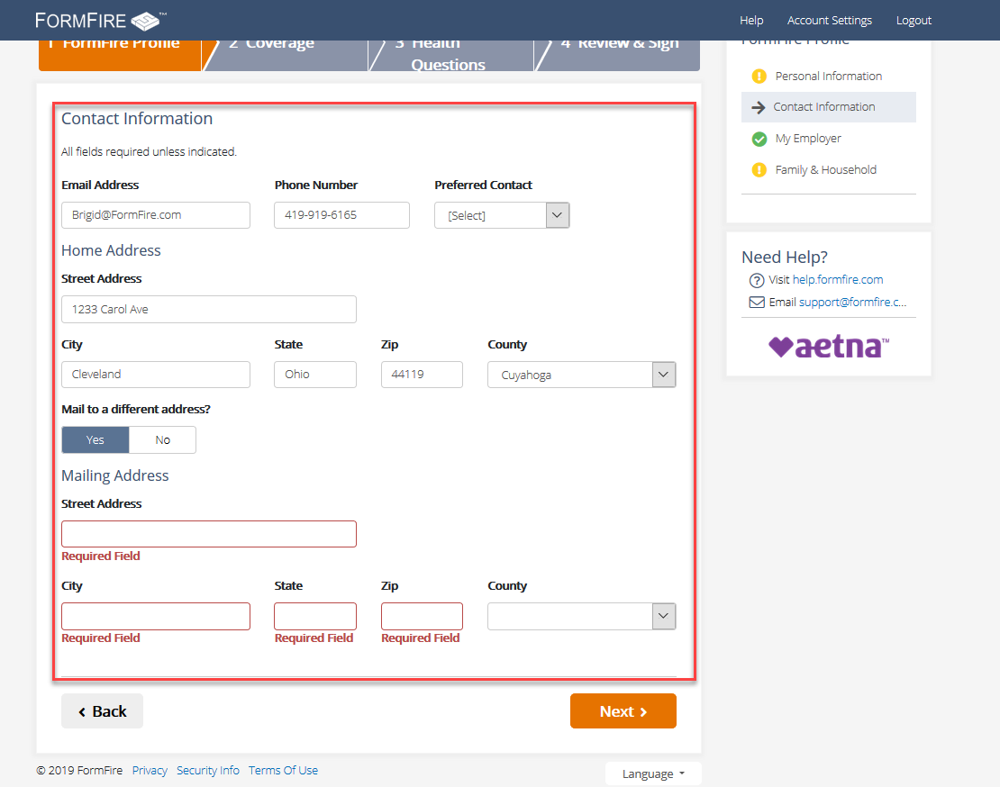 FORMFIRE™
Help Account Settings Logout
1 FormFire Profile 2 Coverage 3 Health Questions 4 Review & Sign
FormFire Profile
Personal Information
Contact Information
My Employer
Family & Household
Need Help?
Visit help.formfire.com
Email support@formfire.c...
aetna™
Contact Information
All fields required unless indicated.
Email Address Phone Number Preferred Contact
Brigid@FormFire.com 419-919-6165 [Select]
Home Address
Street Address
1233 Carol Ave
City State Zip County
Cleveland Ohio 44119 Cuyahoga
Mail to a different address?
Yes No
Mailing Address
Street Address
Required Field
City State Zip County
Required Field Required Field Required Field
Back Next
© 2019 FormFire Privacy Security Info Terms Of Use
Language